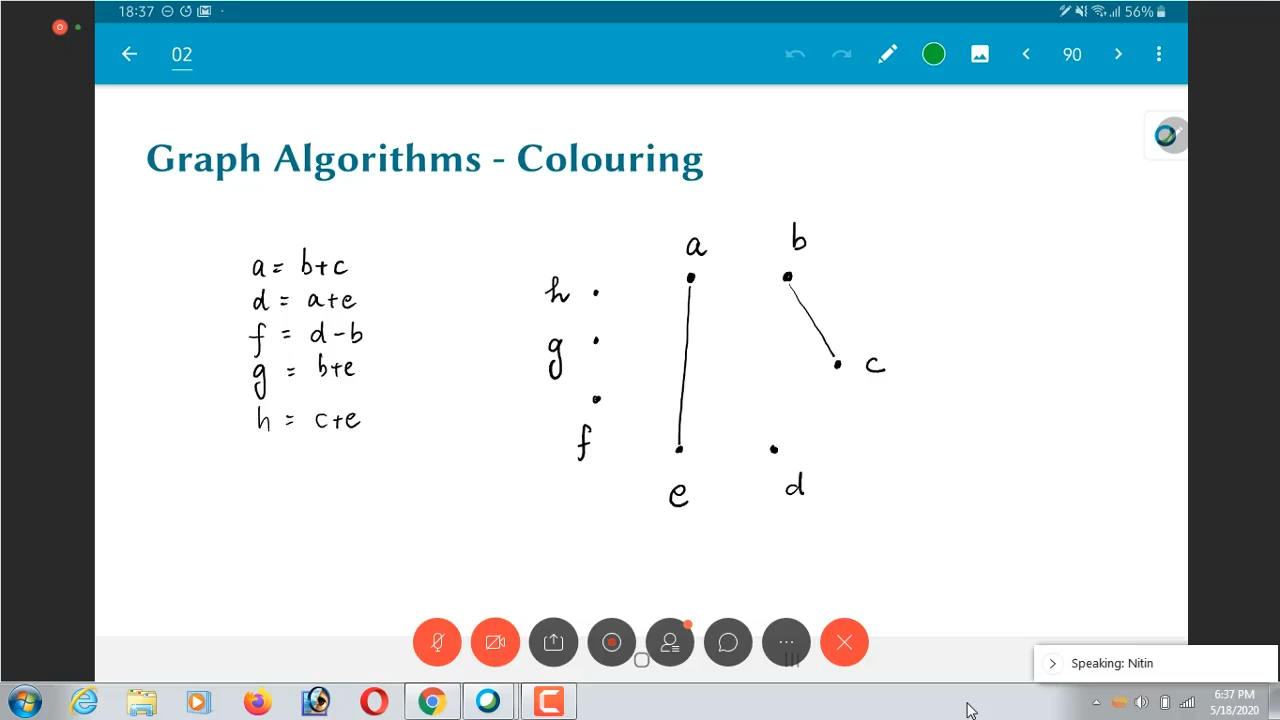 18:37
56%
02
90
Graph Algorithms - Colouring
a = b+c
d = a+e
f = d-b
g = b+e
h = c+e
a
b
h
g
c
f
e
d
Speaking: Nitin
6:37 PM
5/18/2020